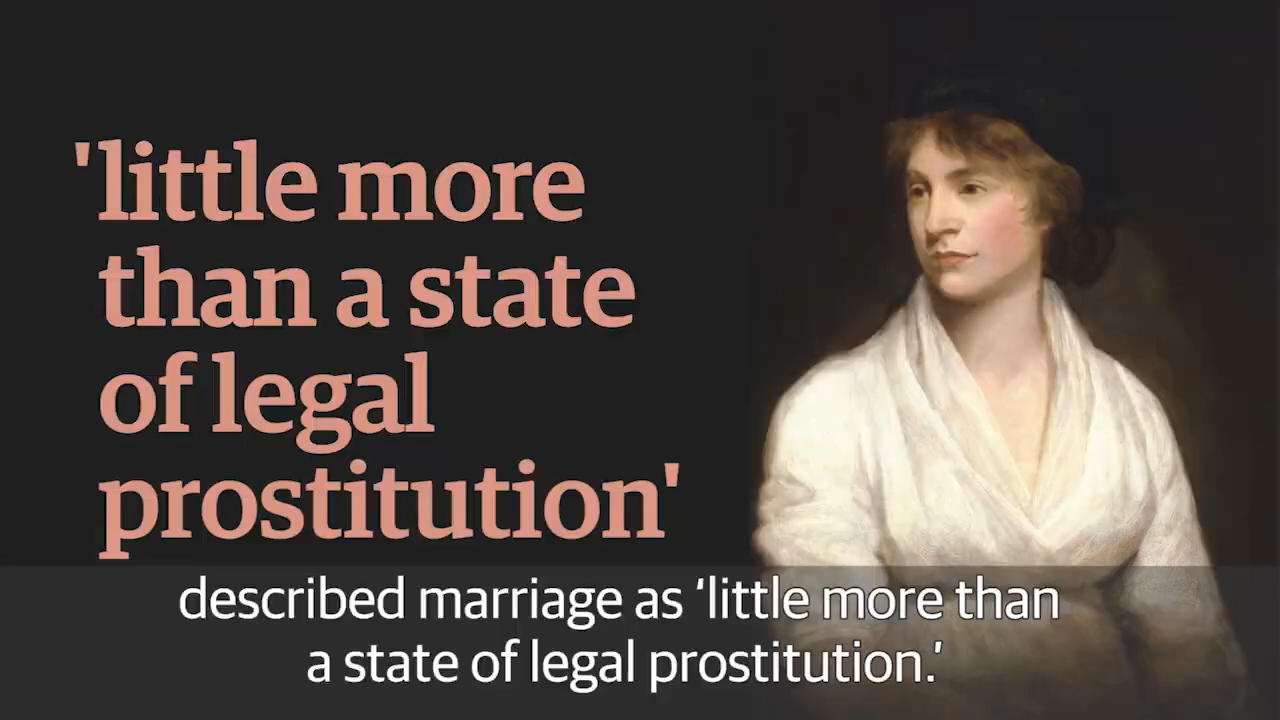 'little more
than a state
of legal
prostitution'
described marriage as ‘little more than
a state of legal prostitution.’